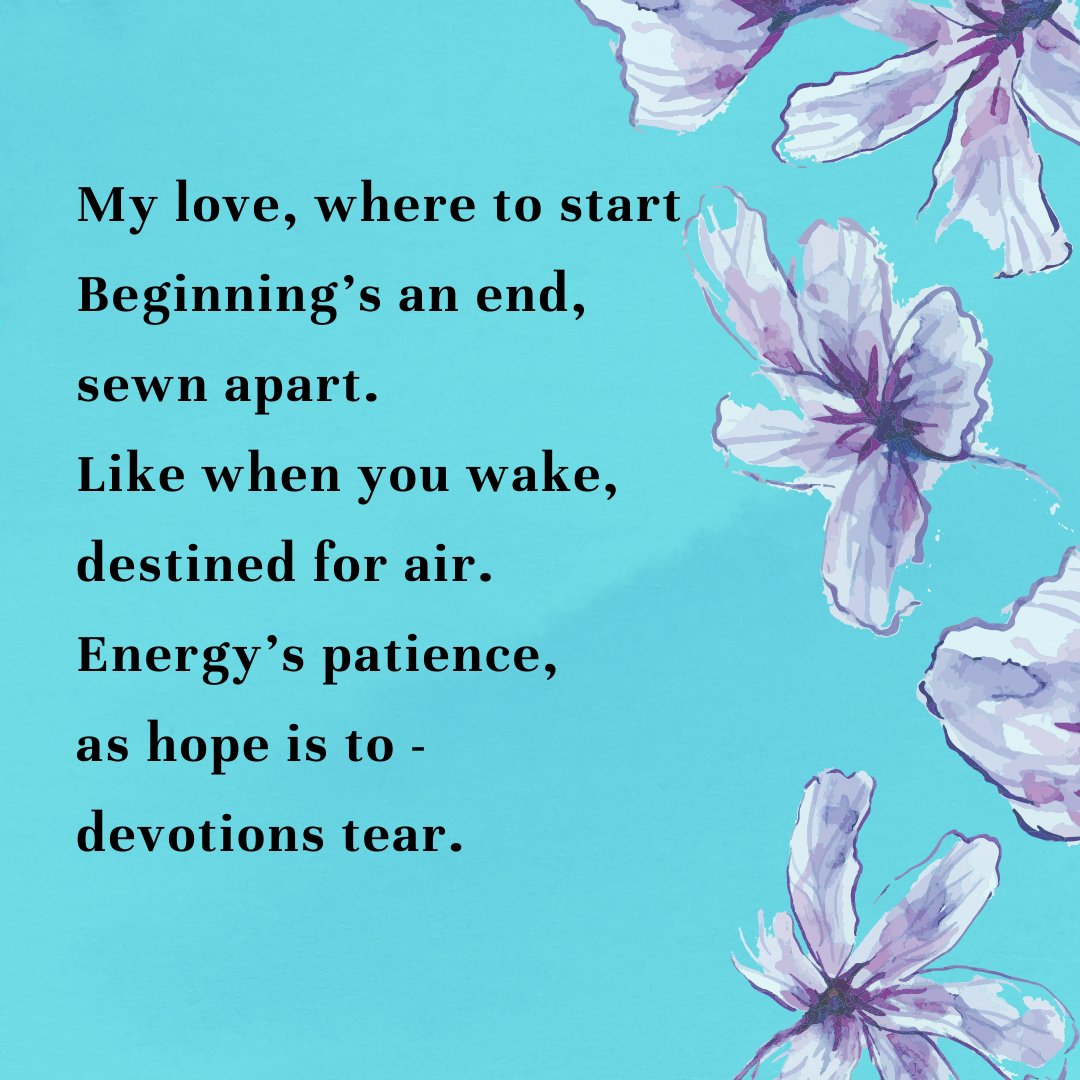 My love, where to start
Beginning’s an end,
sewn apart.
Like when you wake,
destined for air.
Energy’s patience,
as hope is to -
devotions tear.